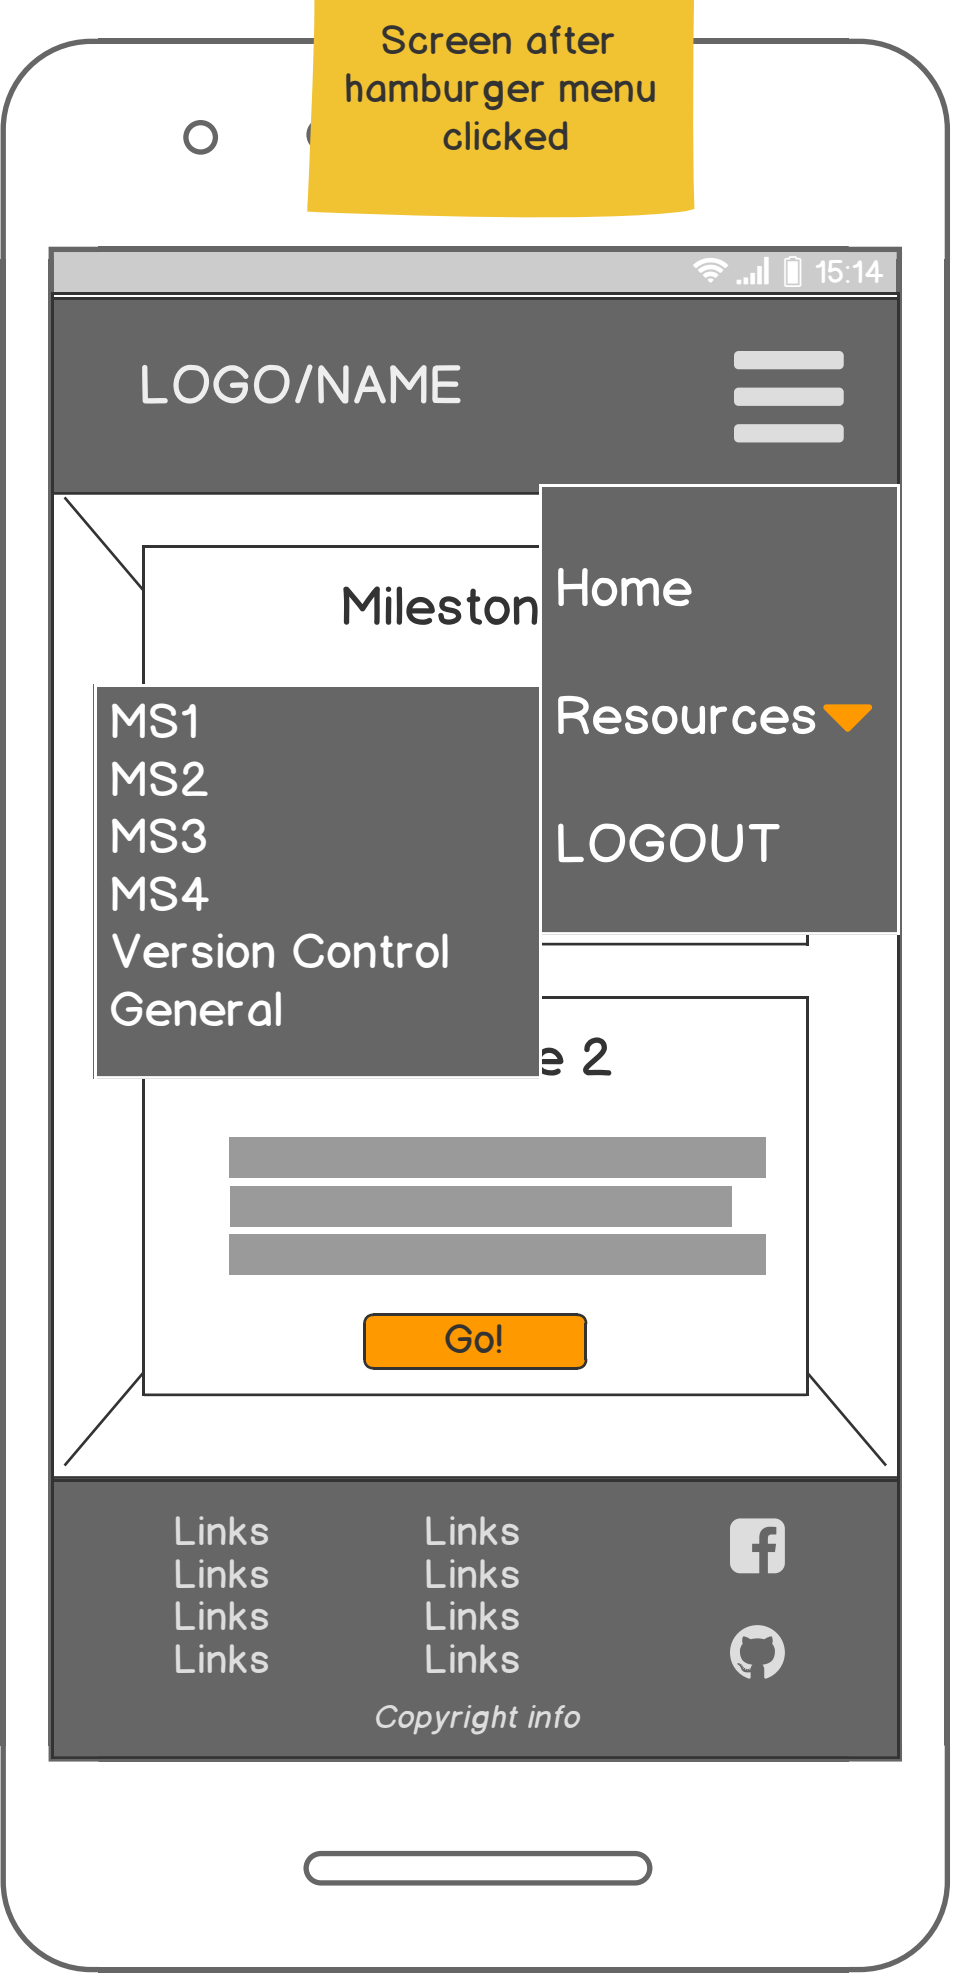 Screen after
hamburger menu
clicked
15:14
LOGO/NAME
Home
Mileston
Resources
MS1
MS2
MS3
MS4
LOGOUT
Version Control
General
e 2
Go!
Links Links
Links Links
Links Links
Links Links
Copyright info